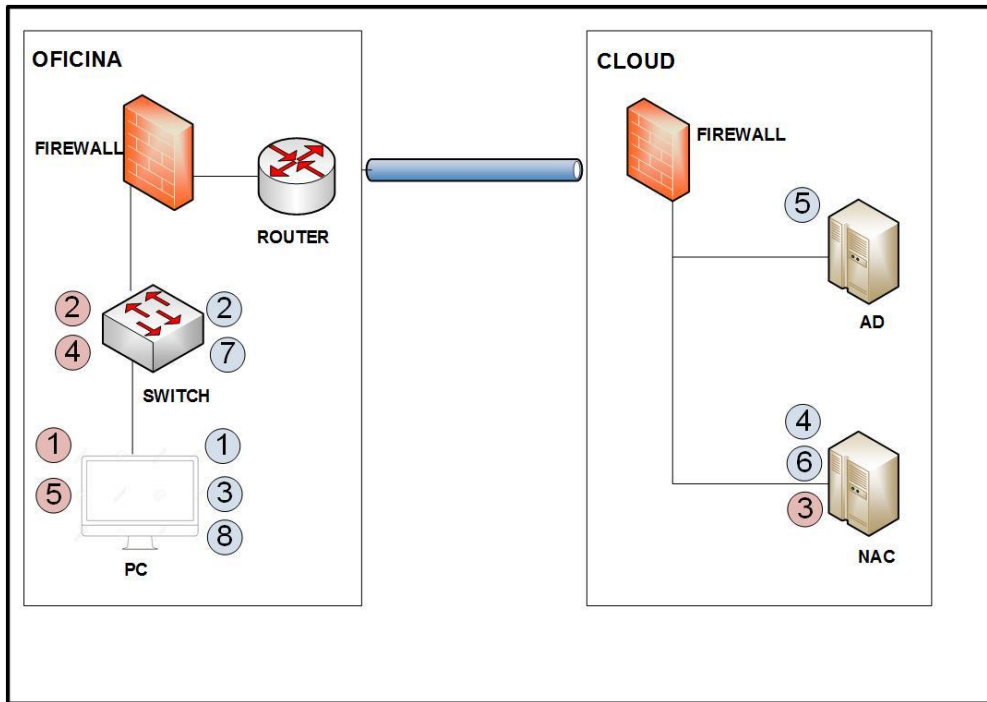 OFICINA
FIREWALL
ROUTER
2
2
4
7
SWITCH
1
1
5
3
8
PC
CLOUD
FIREWALL
5
AD
4
6
3
NAC